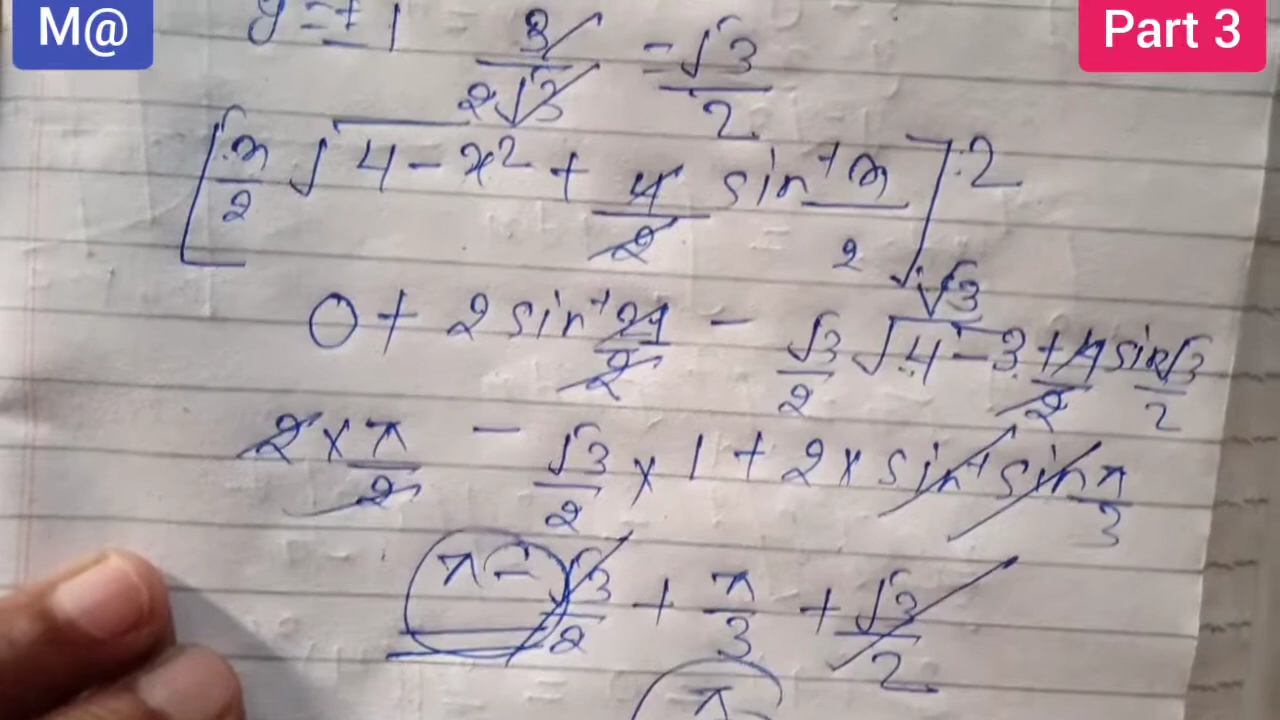 M@
Part 3
y = ± 1 3/2√3 = √3/2
[x/2 √4-x² + 4/2 sin⁻¹ x/2]²√3
0 + 2 sin⁻¹ 2/2 - √3/2 √4-3 + 4/2 sin √3/2
2 × π/2 - √3/2 × 1 + 2 × sin⁻¹ sin π/3
π - √3/2 + π/3 + √3/2
π